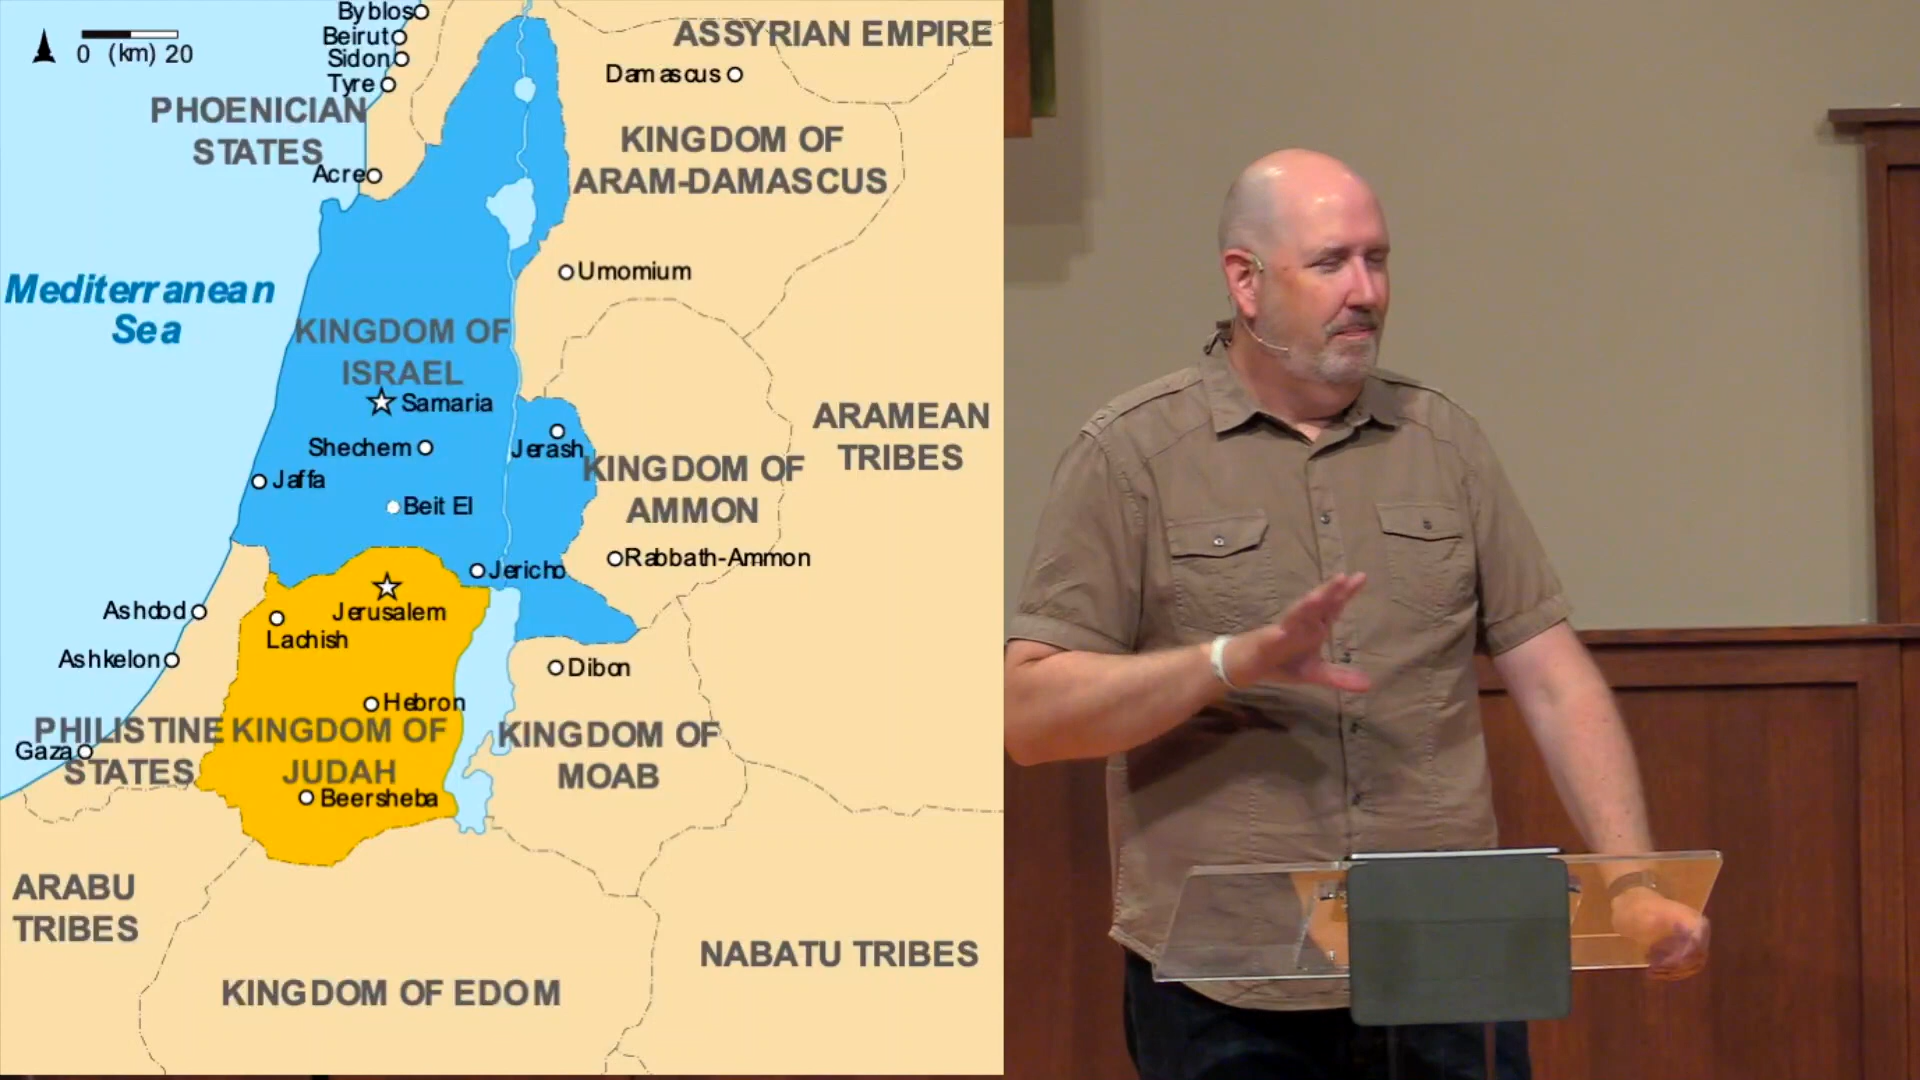 Byblos
Beirut
Sidon
Tyre
0 (km) 20
ASSYRIAN EMPIRE
Damascus
PHOENICIAN
STATES
KINGDOM OF
ARAM-DAMASCUS
Acre
Umomium
Mediterranean
Sea
KINGDOM OF
ISRAEL
Samaria
ARAMEAN
TRIBES
Shechem
Jerash
Jaffa
KINGDOM OF
AMMON
Beit El
Rabbath-Ammon
Jericho
Ashdod
Jerusalem
Lachish
Ashkelon
Dibon
Hebron
PHILISTINE
STATES
Gaza
KINGDOM OF
JUDAH
KINGDOM OF
MOAB
Beersheba
ARABU
TRIBES
NABATU TRIBES
KINGDOM OF EDOM